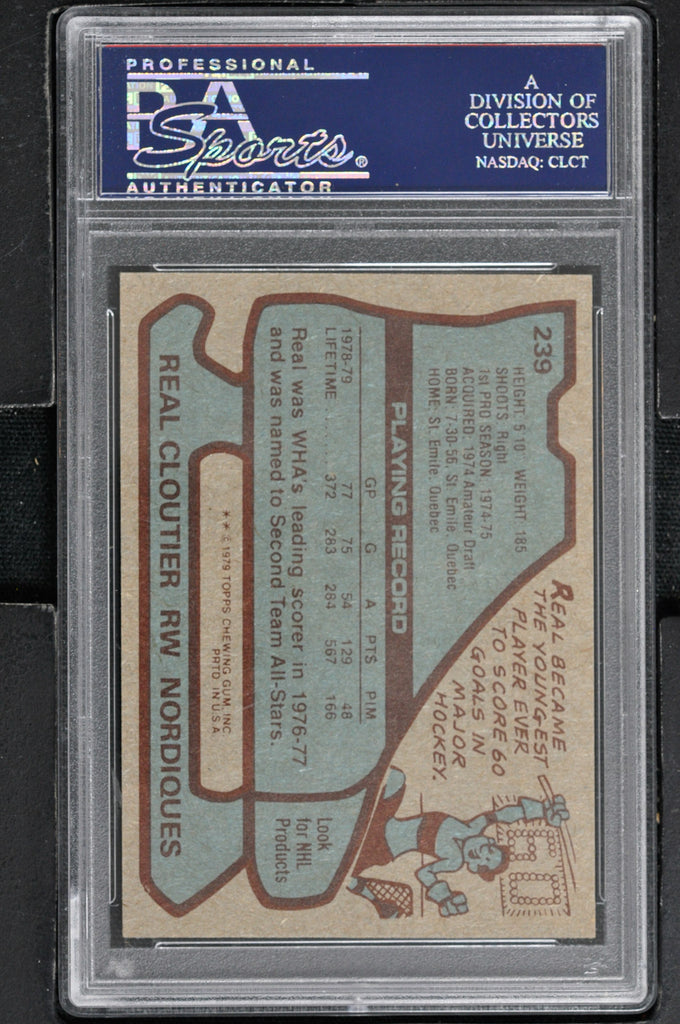 PROFESSIONAL
PSA
Sports®
AUTHENTICATOR
A
DIVISION OF
COLLECTORS
UNIVERSE
NASDAQ: CLCT
239
HEIGHT: 5'10 WEIGHT: 185
SHOOTS: Right
1st PRO SEASON: 1974-75
ACQUIRED: 1974 Amateur Draft
BORN: 7-30-56, St. Emile, Quebec
HOME: St. Emile, Quebec
REAL BECAME
THE YOUNGEST
PLAYER EVER
TO SCORE 60
GOALS IN
MAJOR
HOCKEY.
60
PLAYING RECORD
GP G A PTS PIM
1978-79 77 75 54 129 48
LIFETIME ....... 372 283 284 567 166
Real was WHA's leading scorer in 1976-77
and was named to Second Team All-Stars.
Look
for NHL
Products
* * © 1979 TOPPS CHEWING GUM, INC.
PRTD. IN U.S.A.
REAL CLOUTIER RW NORDIQUES